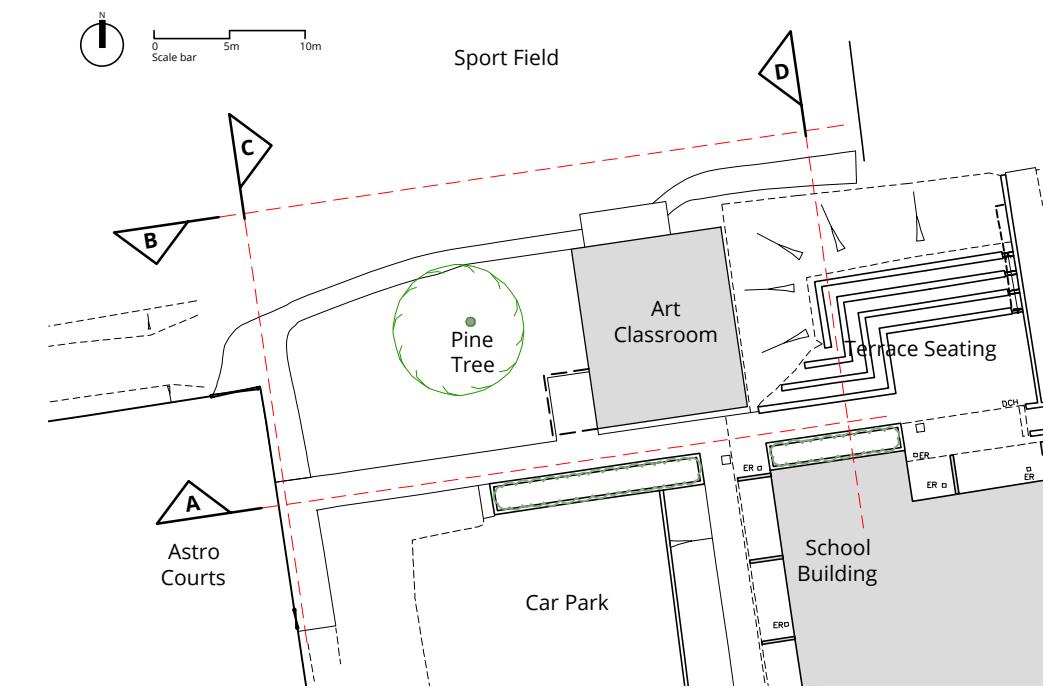 N
0
5m
10m
Scale bar
Sport Field
D
C
B
Art
Classroom
Pine
Tree
Terrace Seating
DCH
ER
ER
ER
ER
A
Astro
Courts
School
Building
Car Park
ER